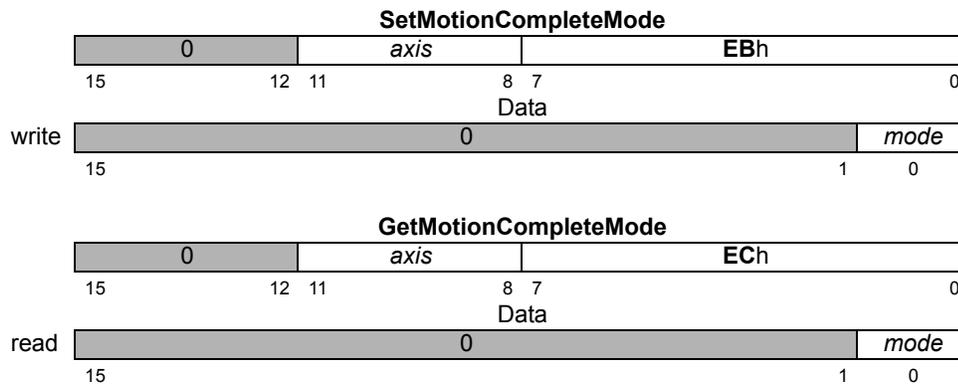 SetMotionCompleteMode
0 axis EBh
15 12 11 8 7 0
Data
write 0 mode
15 1 0
GetMotionCompleteMode
0 axis ECh
15 12 11 8 7 0
Data
read 0 mode
15 1 0